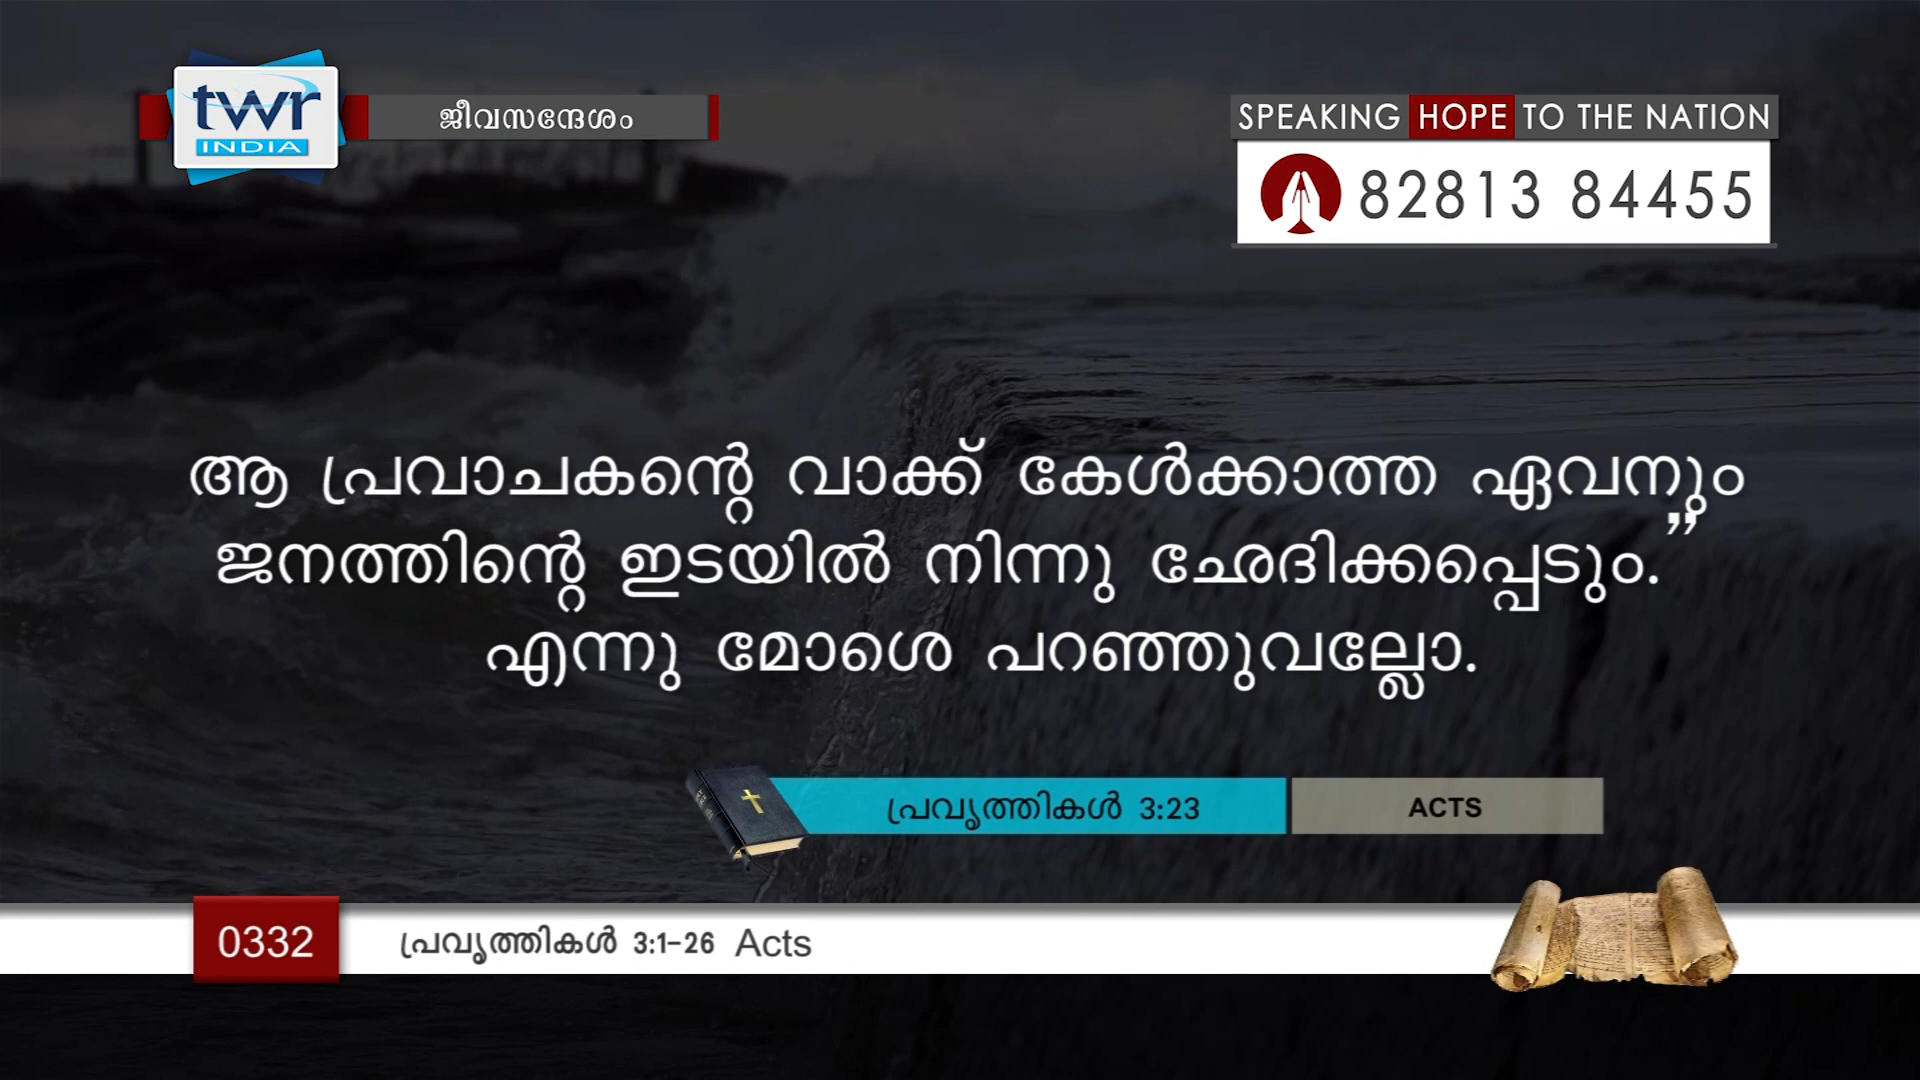 twr
INDIA
ജീവസന്ദേശം
SPEAKING HOPE TO THE NATION
82813 84455
ആ പ്രവാചകന്റെ വാക്ക് കേൾക്കാത്ത ഏവനും
ജനത്തിന്റെ ഇടയിൽ നിന്നു ഛേദിക്കപ്പെടും.”
എന്നു മോശെ പറഞ്ഞുവല്ലോ.
പ്രവൃത്തികൾ 3:23
ACTS
0332
പ്രവൃത്തികൾ 3:1-26 Acts